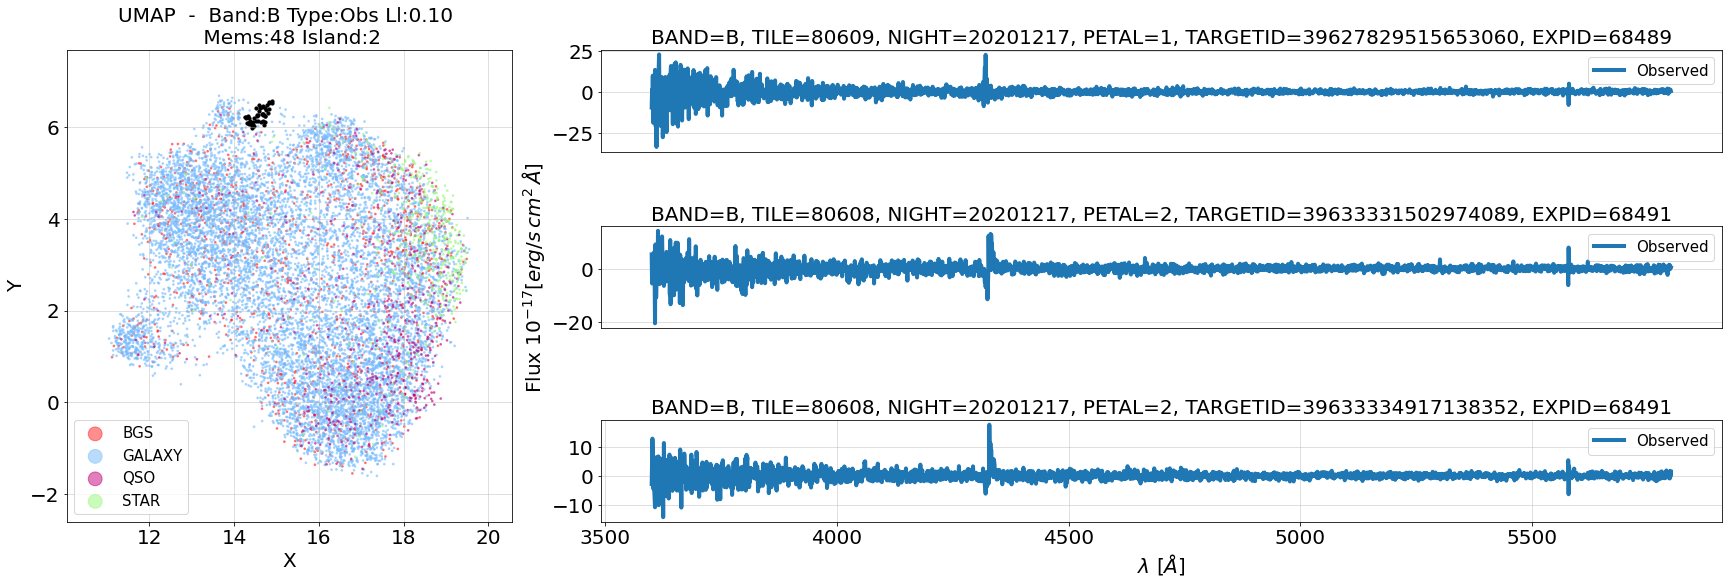 UMAP  -  Band:B Type:Obs Ll:0.10
Mems:48 Island:2
Y
6
4
2
0
−2
12 14 16 18 20
X
BGS
GALAXY
QSO
STAR
Flux 10⁻¹⁷[erg/s cm² Å]
BAND=B, TILE=80609, NIGHT=20201217, PETAL=1, TARGETID=39627829515653060, EXPID=68489
25
0
−25
Observed
BAND=B, TILE=80608, NIGHT=20201217, PETAL=2, TARGETID=39633331502974089, EXPID=68491
0
−20
Observed
BAND=B, TILE=80608, NIGHT=20201217, PETAL=2, TARGETID=39633334917138352, EXPID=68491
10
0
−10
Observed
3500 4000 4500 5000 5500
λ [Å]